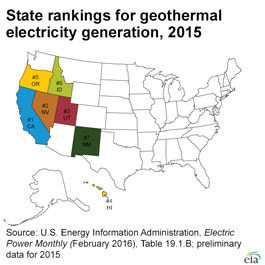 State rankings for geothermal
electricity generation, 2015
#5
OR
#6
ID
#1
CA
#2
NV
#3
UT
#7
NM
#4
HI
Source: U.S. Energy Information Administration, Electric
Power Monthly (February 2016), Table 19.1.B; preliminary
data for 2015
eia